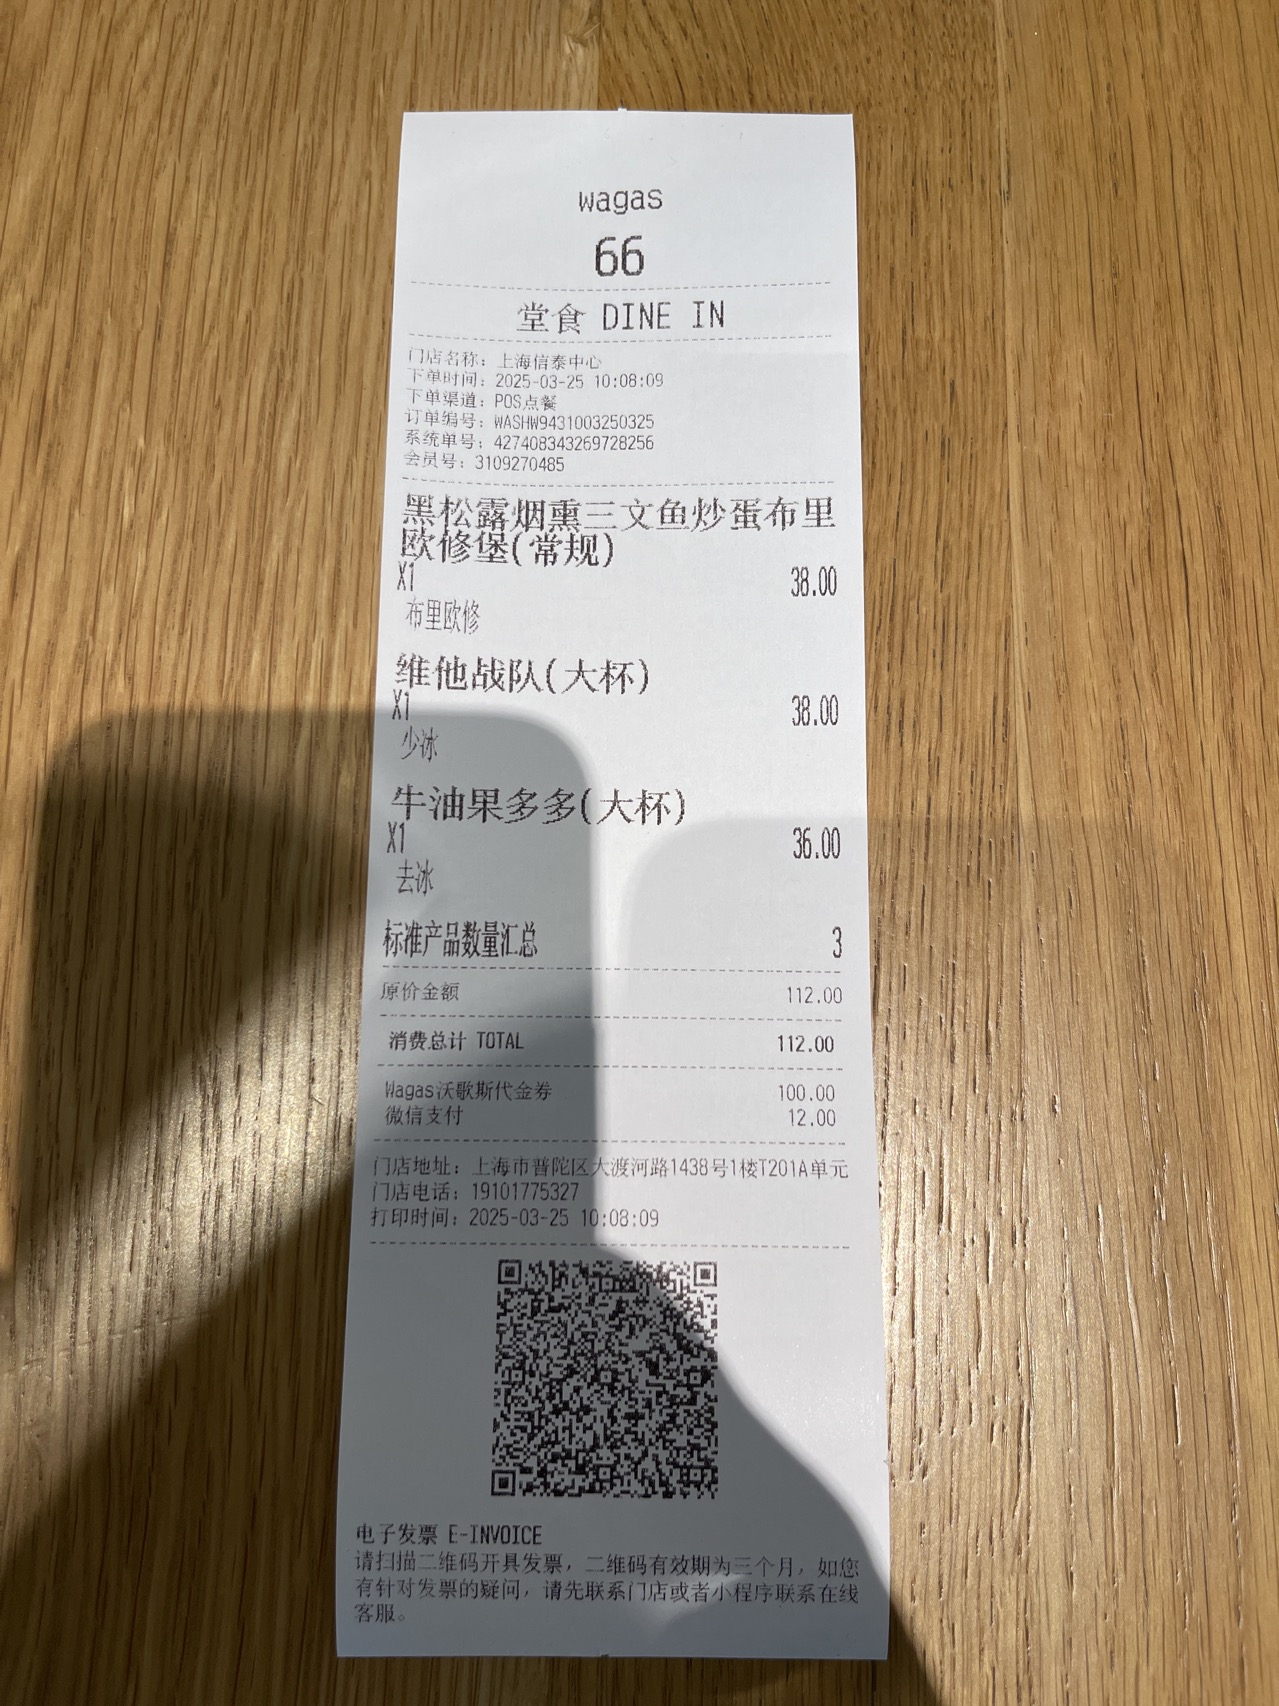 wagas
66
堂食 DINE IN
门店名称：上海信泰中心
下单时间：2025-03-25 10:08:09
下单渠道：POS点餐
订单编号：WASHW9431003250325
系统单号：427408343269728256
会员号：3109270485
黑松露烟熏三文鱼炒蛋布里
欧修堡(常规)
X1 38.00
布里欧修
维他战队(大杯)
X1 38.00
少冰
牛油果多多(大杯)
X1 36.00
去冰
标准产品数量汇总 3
原价金额 112.00
消费总计 TOTAL 112.00
Wagas沃歌斯代金券 100.00
微信支付 12.00
门店地址：上海市普陀区大渡河路1438号1楼T201A单元
门店电话：19101775327
打印时间：2025-03-25 10:08:09
电子发票 E-INVOICE
请扫描二维码开具发票，二维码有效期为三个月，如您
有针对发票的疑问，请先联系门店或者小程序联系在线
客服。